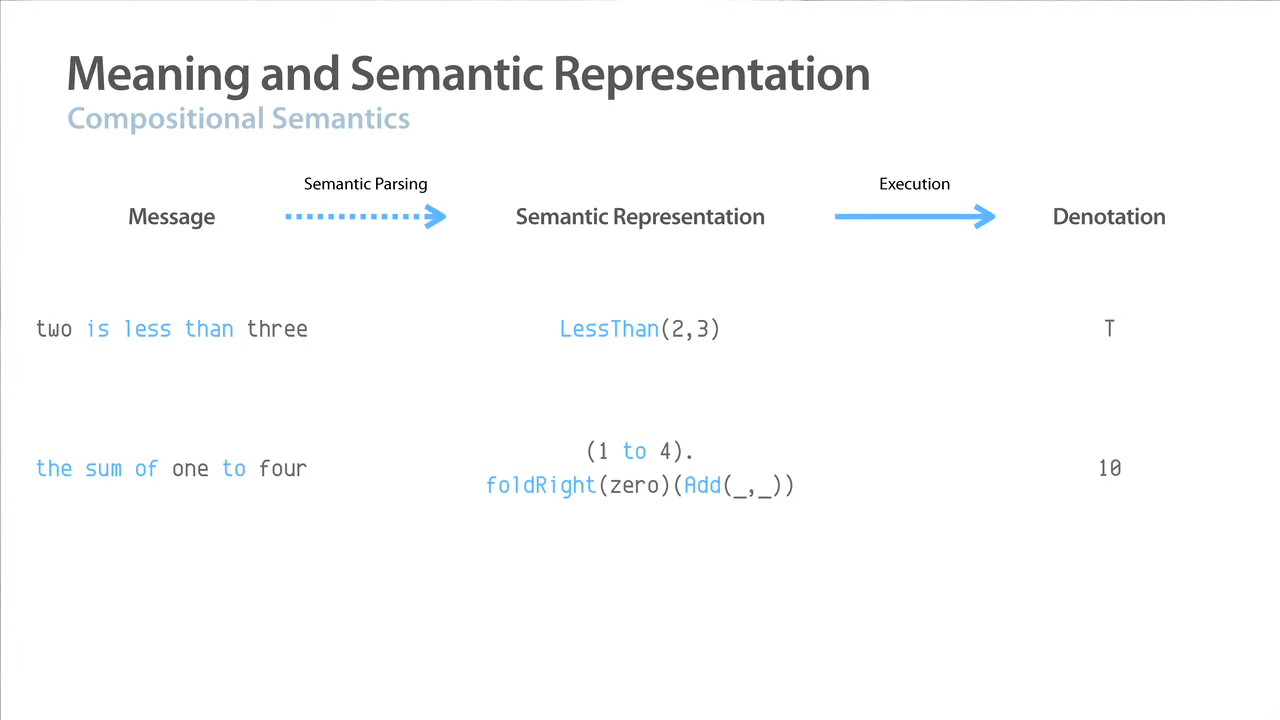 Meaning and Semantic Representation
Compositional Semantics
Semantic Parsing
Execution
Message
Semantic Representation
Denotation
two is less than three
LessThan(2,3)
T
the sum of one to four
(1 to 4).
foldRight(zero)(Add(_,_))
10